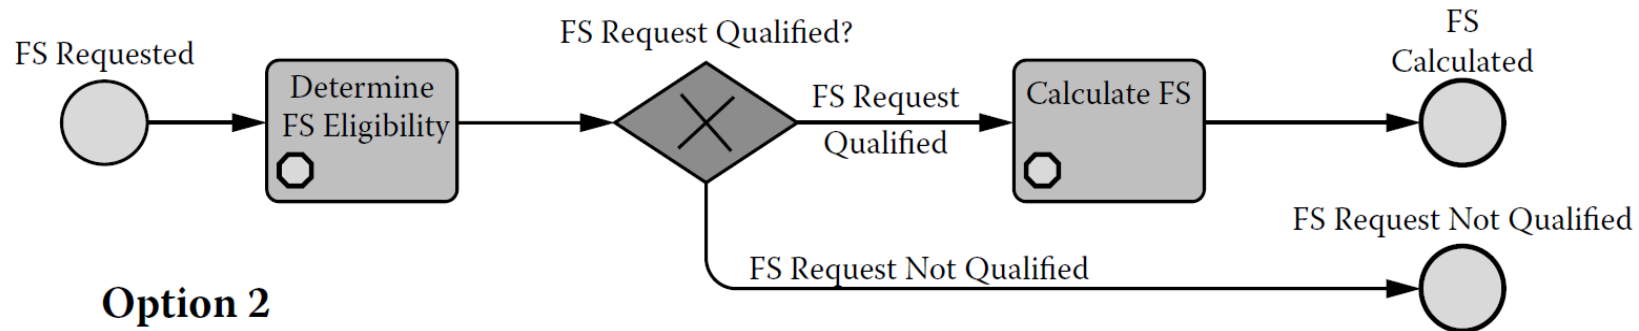 FS Requested
Determine
FS Eligibility
FS Request Qualified?
FS Request
Qualified
Calculate FS
FS
Calculated
FS Request Not Qualified
FS Request Not Qualified
Option 2